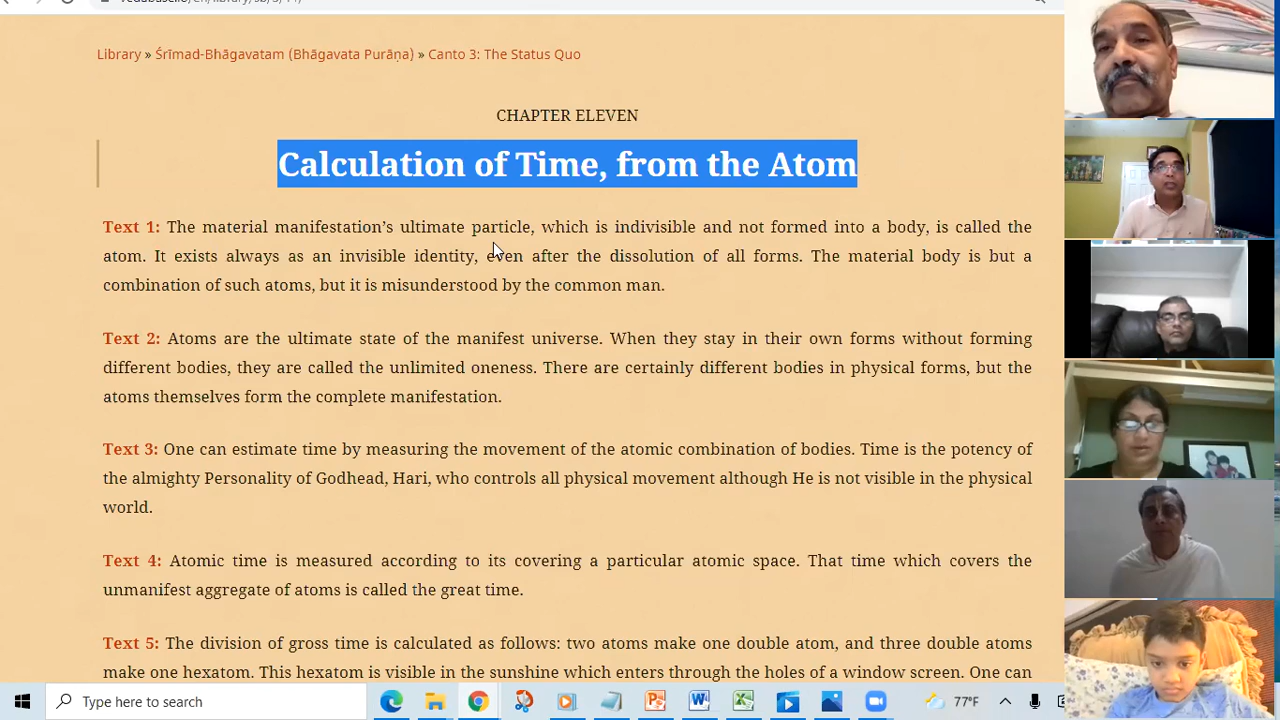 Library » Śrīmad-Bhāgavatam (Bhāgavata Purāṇa) » Canto 3: The Status Quo
CHAPTER ELEVEN
Calculation of Time, from the Atom
Text 1: The material manifestation’s ultimate particle, which is indivisible and not formed into a body, is called the
atom. It exists always as an invisible identity, even after the dissolution of all forms. The material body is but a
combination of such atoms, but it is misunderstood by the common man.
Text 2: Atoms are the ultimate state of the manifest universe. When they stay in their own forms without forming
different bodies, they are called the unlimited oneness. There are certainly different bodies in physical forms, but the
atoms themselves form the complete manifestation.
Text 3: One can estimate time by measuring the movement of the atomic combination of bodies. Time is the potency of
the almighty Personality of Godhead, Hari, who controls all physical movement although He is not visible in the physical
world.
Text 4: Atomic time is measured according to its covering a particular atomic space. That time which covers the
unmanifest aggregate of atoms is called the great time.
Text 5: The division of gross time is calculated as follows: two atoms make one double atom, and three double atoms
make one hexatom. This hexatom is visible in the sunshine which enters through the holes of a window screen. One can
Type here to search
77°F